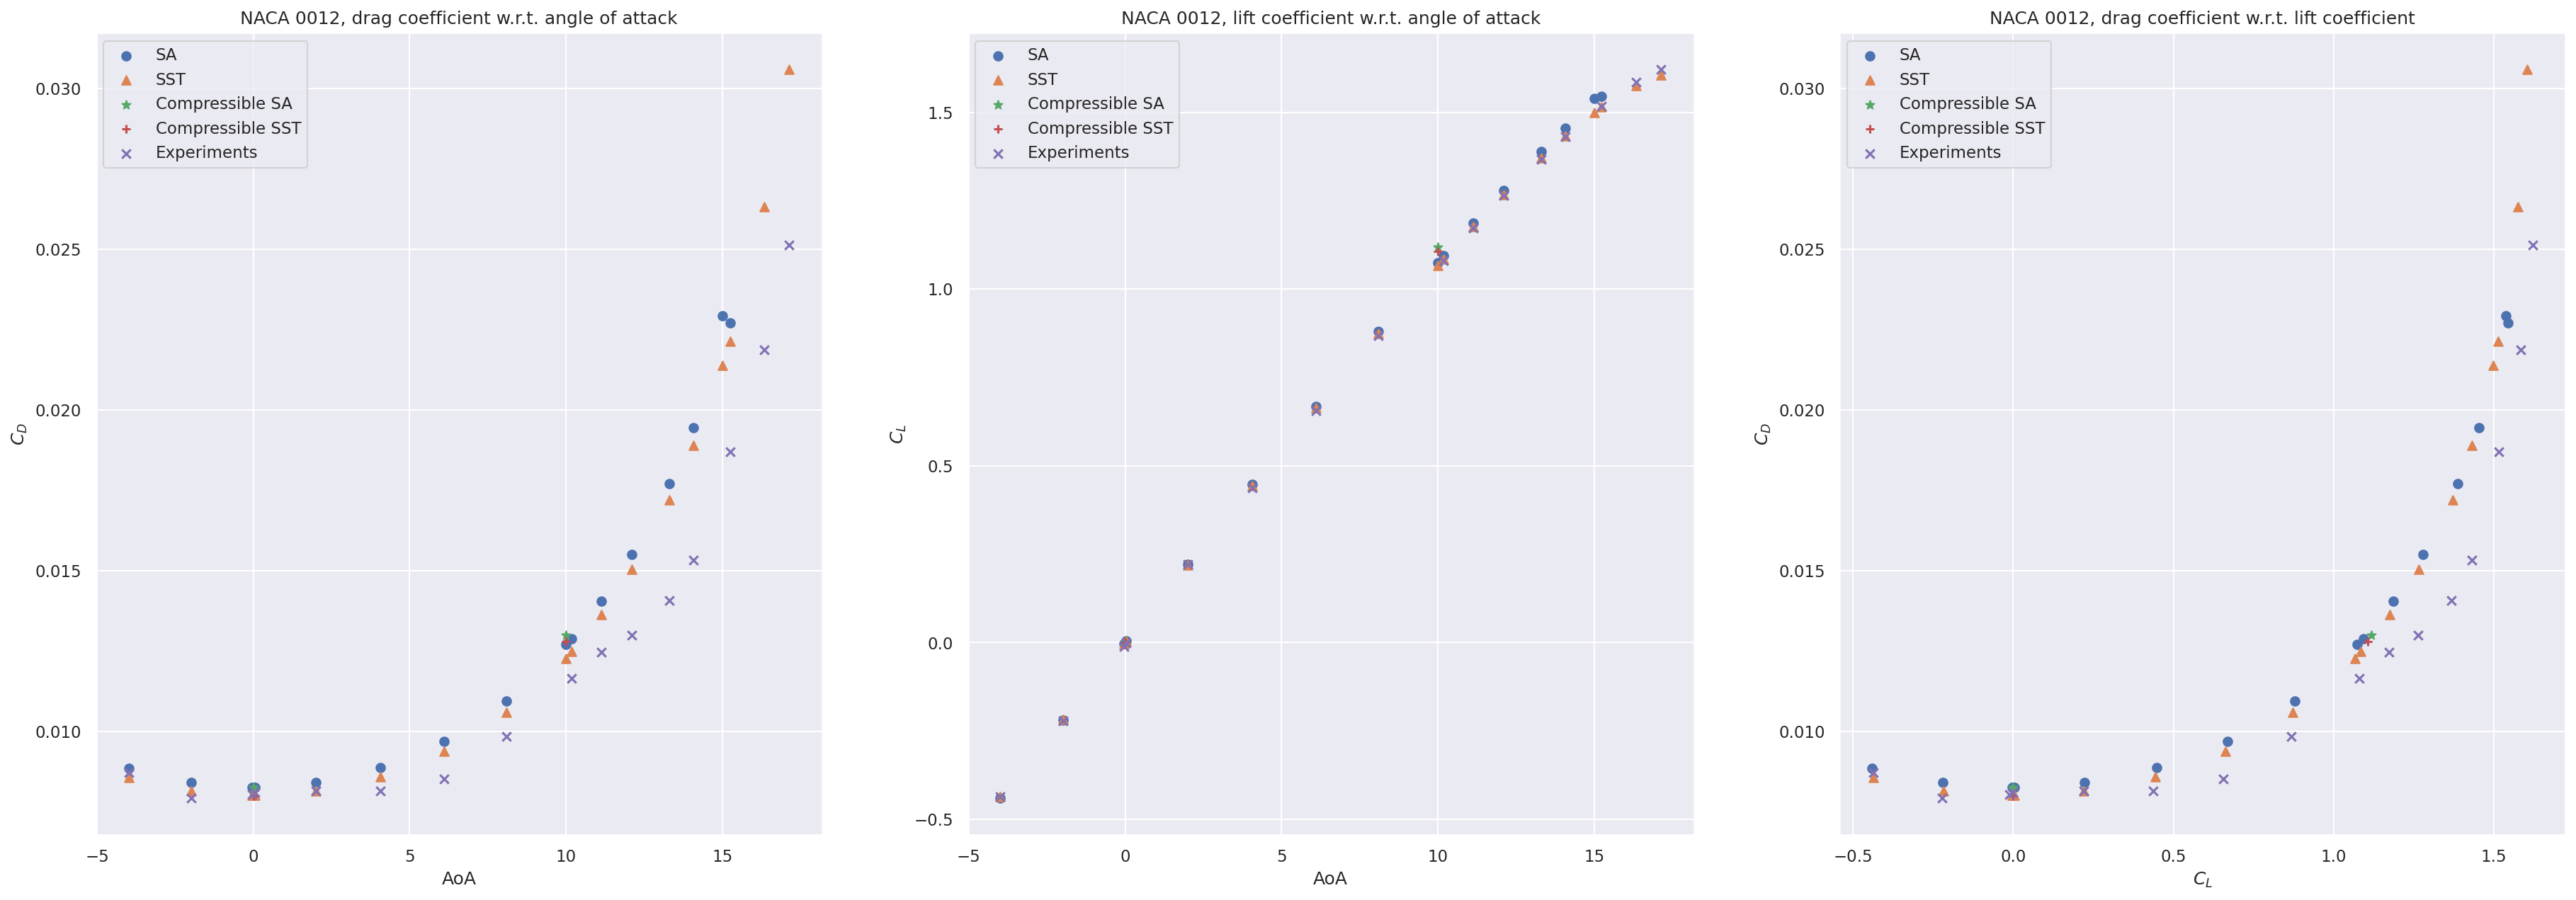 NACA 0012, drag coefficient w.r.t. angle of attack
SA
SST
Compressible SA
Compressible SST
Experiments
0.030
0.025
0.020
0.015
0.010
C_D
−5 0 5 10 15
AoA
NACA 0012, lift coefficient w.r.t. angle of attack
SA
SST
Compressible SA
Compressible SST
Experiments
1.5
1.0
0.5
0.0
−0.5
C_L
−5 0 5 10 15
AoA
NACA 0012, drag coefficient w.r.t. lift coefficient
SA
SST
Compressible SA
Compressible SST
Experiments
0.030
0.025
0.020
0.015
0.010
C_D
−0.5 0.0 0.5 1.0 1.5
C_L